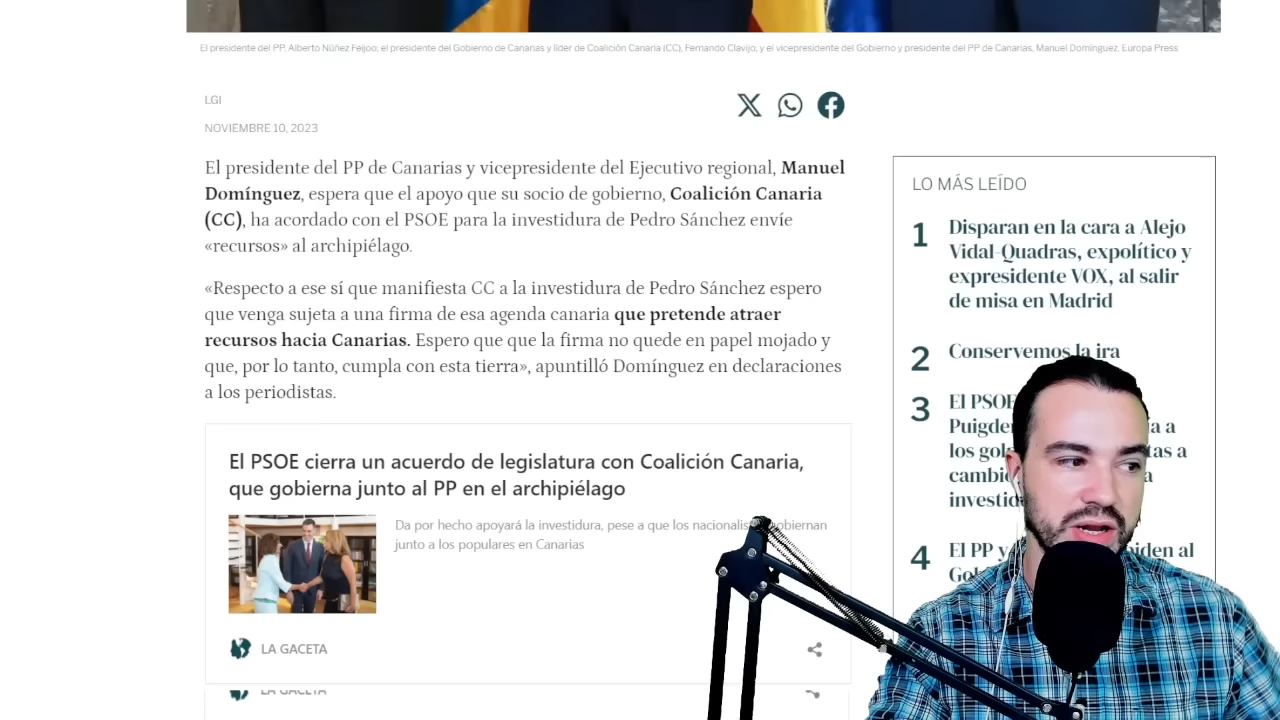 El presidente del PP, Alberto Núñez Feijoo; el presidente del Gobierno de Canarias y líder de Coalición Canaria (CC), Fernando Clavijo; y el vicepresidente del Gobierno y presidente del PP de Canarias, Manuel Domínguez. Europa Press
LGI
NOVIEMBRE 10, 2023
El presidente del PP de Canarias y vicepresidente del Ejecutivo regional, Manuel
Domínguez, espera que el apoyo que su socio de gobierno, Coalición Canaria
(CC), ha acordado con el PSOE para la investidura de Pedro Sánchez envíe
«recursos» al archipiélago.
«Respecto a ese sí que manifiesta CC a la investidura de Pedro Sánchez espero
que venga sujeta a una firma de esa agenda canaria que pretende atraer
recursos hacia Canarias. Espero que que la firma no quede en papel mojado y
que, por lo tanto, cumpla con esta tierra», apuntilló Domínguez en declaraciones
a los periodistas.
El PSOE cierra un acuerdo de legislatura con Coalición Canaria,
que gobierna junto al PP en el archipiélago
Da por hecho apoyará la investidura, pese a que los gobiernan
junto a los populares en Canarias
LA GACETA
LA GACETA
LO MÁS LEÍDO
1 Disparan en la cara a Alejo
Vidal-Quadras, expolítico y
expresidente VOX, al salir
de misa en Madrid
2 Conservemos la ira
3 El PSOE
a
los a
a
4 El PP y
al